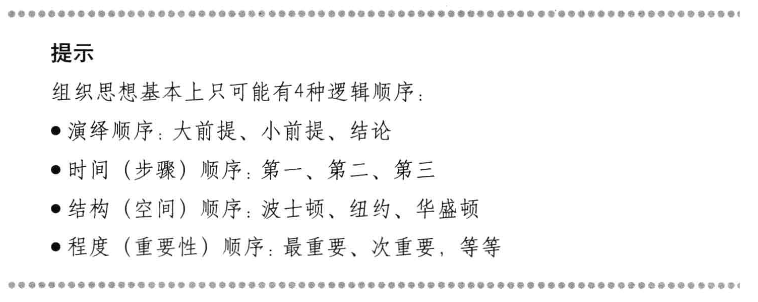 提示
组织思想基本上只可能有4种逻辑顺序：
●演绎顺序：大前提、小前提、结论
●时间（步骤）顺序：第一、第二、第三
●结构（空间）顺序：波士顿、纽约、华盛顿
●程度（重要性）顺序：最重要、次重要，等等